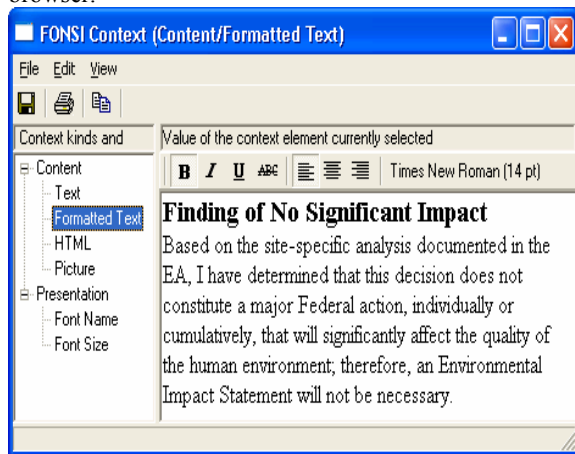 browser.
FONSI Context (Content/Formatted Text)
File Edit View
Context kinds and
Value of the context element currently selected
Content
Text
Formatted Text
HTML
Picture
Presentation
Font Name
Font Size
B I U ABC Times New Roman (14 pt)
Finding of No Significant Impact
Based on the site-specific analysis documented in the
EA, I have determined that this decision does not
constitute a major Federal action, individually or
cumulatively, that will significantly affect the quality of
the human environment; therefore, an Environmental
Impact Statement will not be necessary.